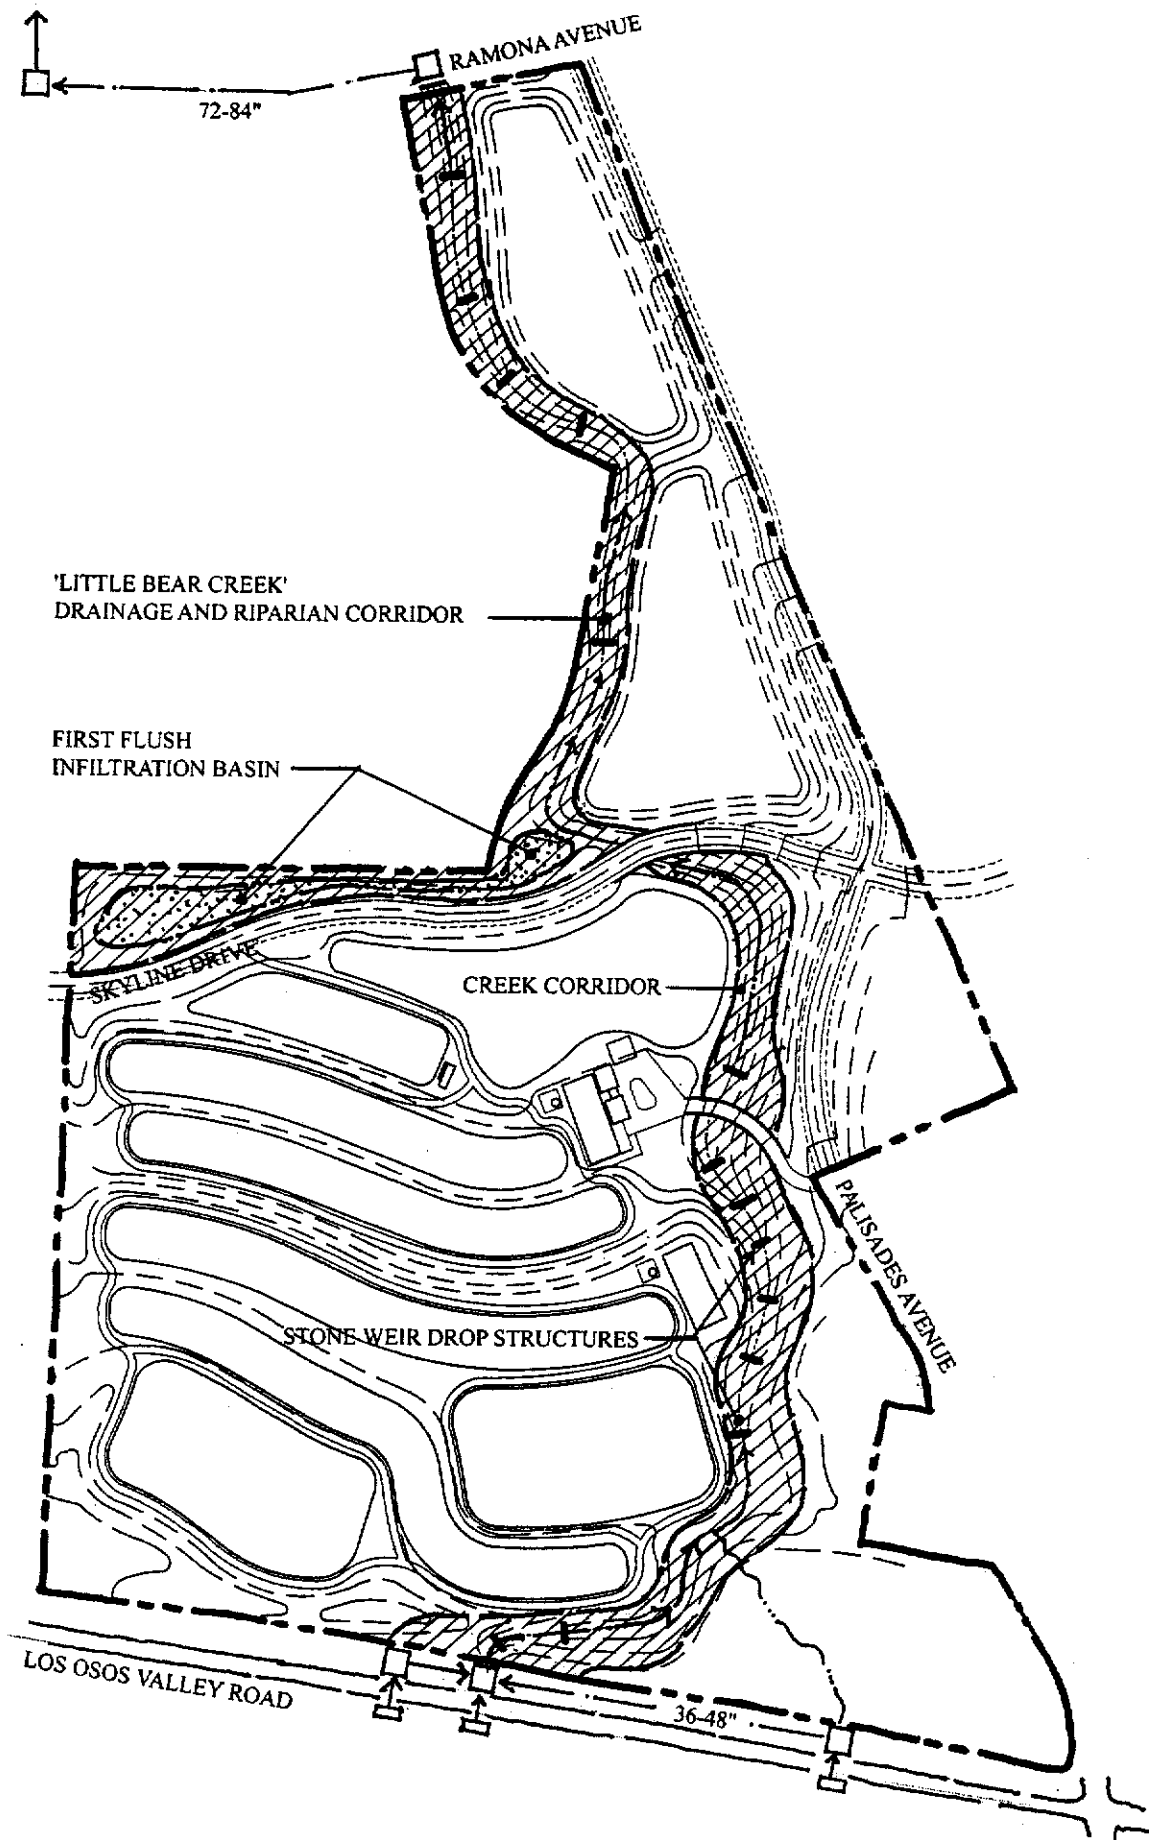 RAMONA AVENUE
72-84"
'LITTLE BEAR CREEK'
DRAINAGE AND RIPARIAN CORRIDOR
FIRST FLUSH
INFILTRATION BASIN
SKYLINE DRIVE
CREEK CORRIDOR
PALISADES AVENUE
STONE WEIR DROP STRUCTURES
LOS OSOS VALLEY ROAD
36-48"